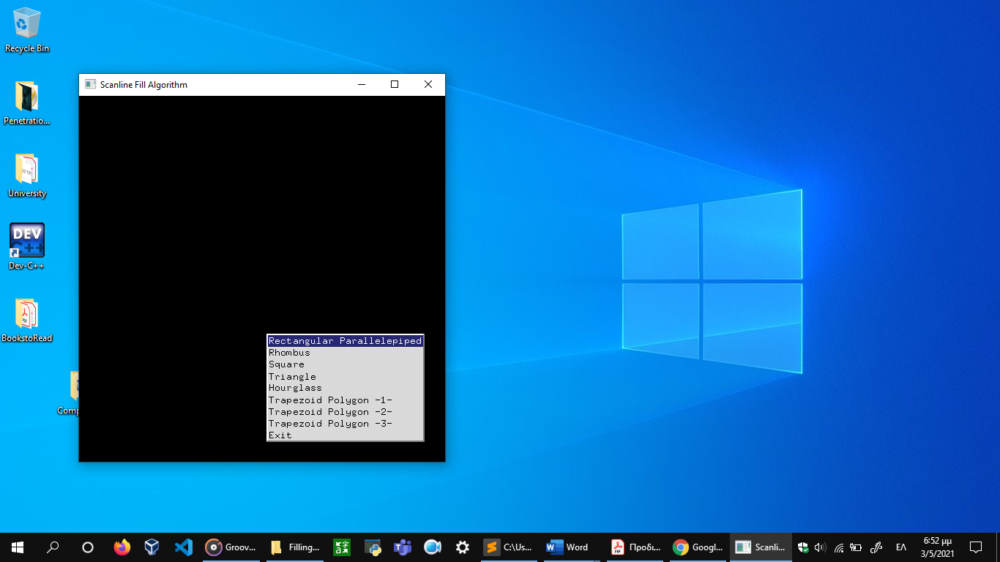 Recycle Bin
Penetratio...
University
DEV
C++
Dev-C++
BookstoRead
Comp
Scanline Fill Algorithm
Rectangular Parallelepiped
Rhombus
Square
Triangle
Hourglass
Trapezoid Polygon -1-
Trapezoid Polygon -2-
Trapezoid Polygon -3-
Exit
Groov...
Filling...
C:\Us...
Word
Προδι...
Googl...
Scanli...
ΕΛ
6:52 μμ
3/5/2021